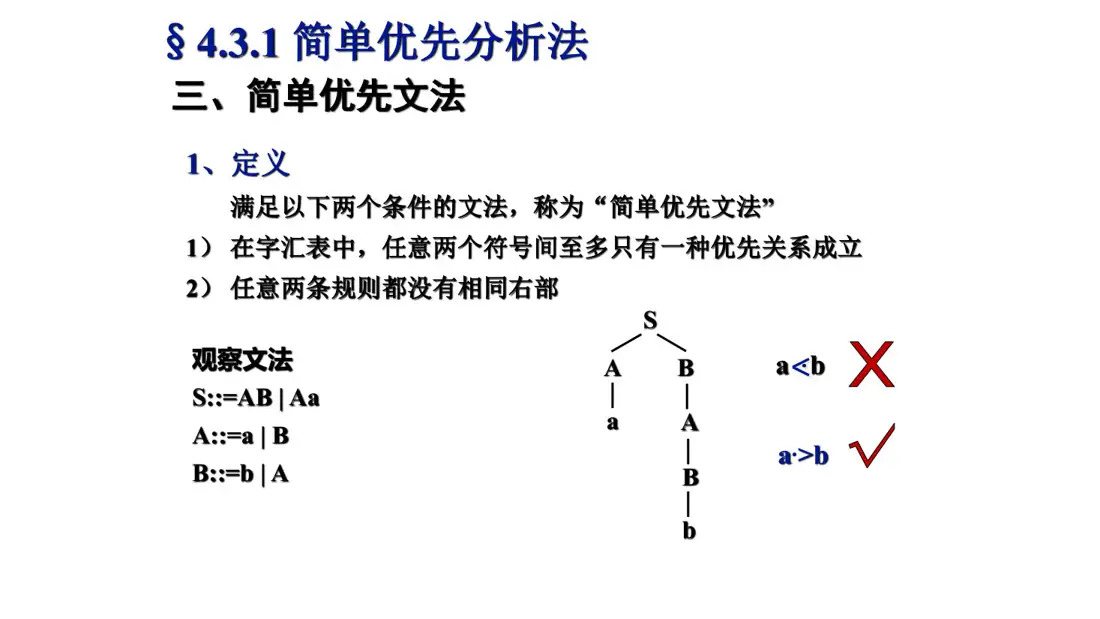 §4.3.1 简单优先分析法
三、简单优先文法
1、定义
满足以下两个条件的文法，称为“简单优先文法”
1） 在字汇表中，任意两个符号间至多只有一种优先关系成立
2） 任意两条规则都没有相同右部
观察文法
S::=AB | Aa
A::=a | B
B::=b | A
S
A B
a A
B
b
a<·b
a·>b